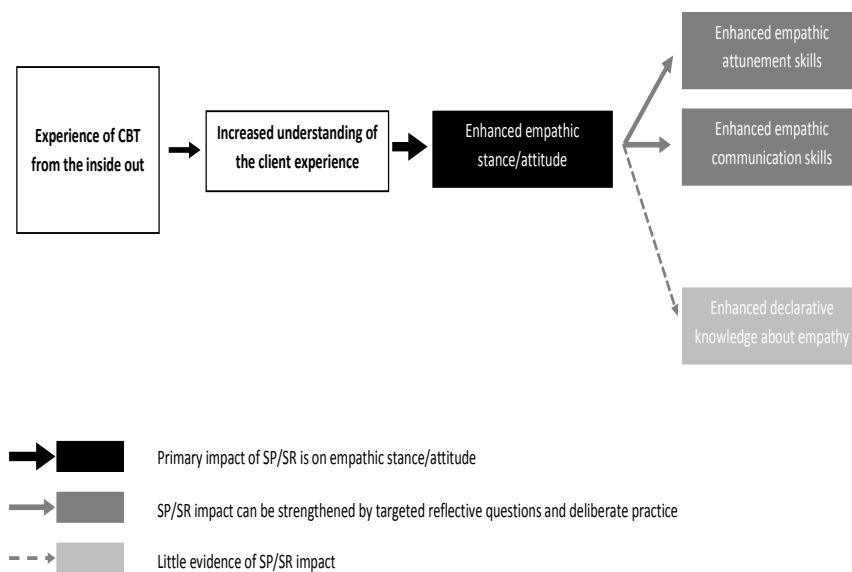 Experience of CBT
from the inside out
Increased understanding of
the client experience
Enhanced empathic
stance/attitude
Enhanced empathic
attunement skills
Enhanced empathic
communication skills
Enhanced declarative
knowledge about empathy
Primary impact of SP/SR is on empathic stance/attitude
SP/SR impact can be strengthened by targeted reflective questions and deliberate practice
Little evidence of SP/SR impact